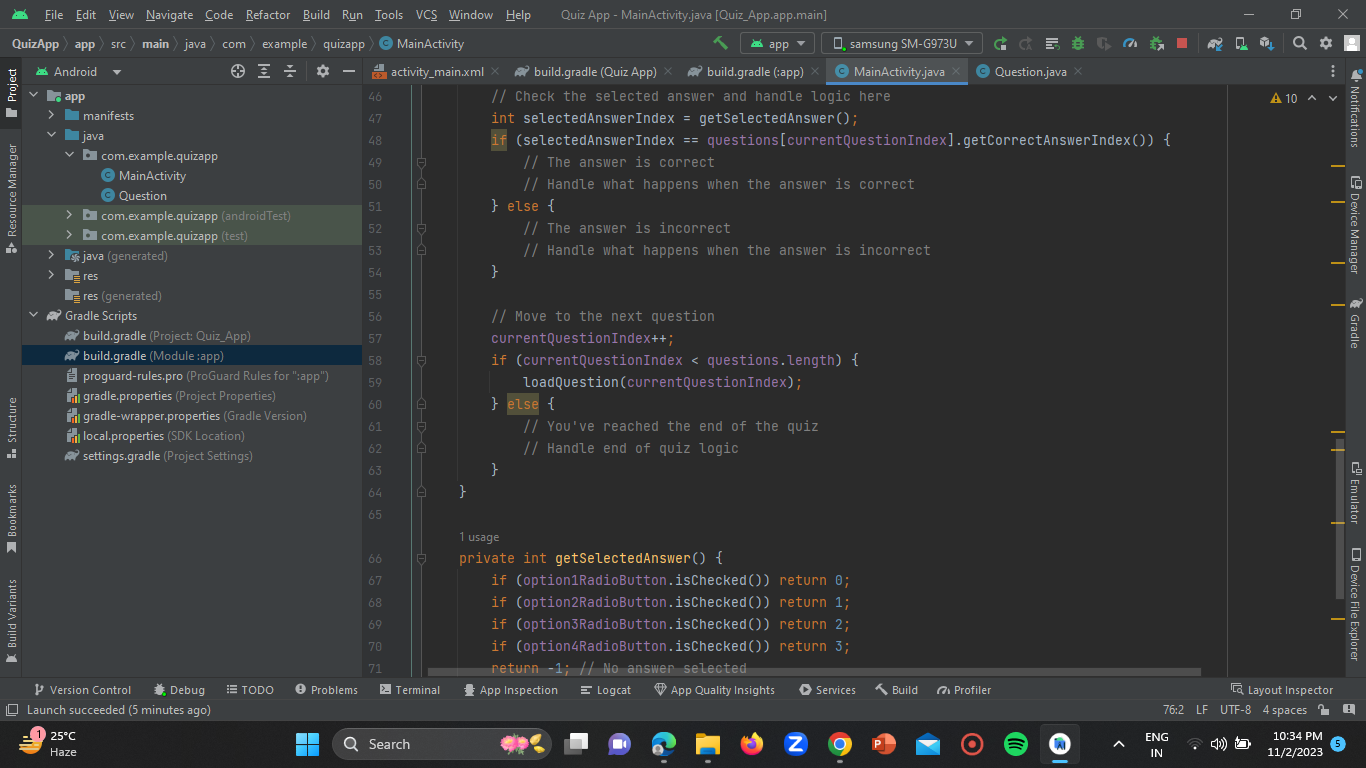 File Edit View Navigate Code Refactor Build Run Tools VCS Window Help Quiz App - MainActivity.java [Quiz_App.app.main]
QuizApp app src main java com example quizapp MainActivity app samsung SM-G973U
Project
Resource Manager
Structure
Bookmarks
Build Variants
Android
activity_main.xml build.gradle (Quiz App) build.gradle (:app) MainActivity.java Question.java
app
manifests
java
com.example.quizapp
MainActivity
Question
com.example.quizapp (androidTest)
com.example.quizapp (test)
java (generated)
res
res (generated)
Gradle Scripts
build.gradle (Project: Quiz_App)
build.gradle (Module :app)
proguard-rules.pro (ProGuard Rules for ":app")
gradle.properties (Project Properties)
gradle-wrapper.properties (Gradle Version)
local.properties (SDK Location)
settings.gradle (Project Settings)
10
46 // Check the selected answer and handle logic here
47 int selectedAnswerIndex = getSelectedAnswer();
48 if (selectedAnswerIndex == questions[currentQuestionIndex].getCorrectAnswerIndex()) {
49 // The answer is correct
50 // Handle what happens when the answer is correct
51 } else {
52 // The answer is incorrect
53 // Handle what happens when the answer is incorrect
54 }
55
56 // Move to the next question
57 currentQuestionIndex++;
58 if (currentQuestionIndex < questions.length) {
59 loadQuestion(currentQuestionIndex);
60 } else {
61 // You've reached the end of the quiz
62 // Handle end of quiz logic
63 }
64 }
65
1 usage
66 private int getSelectedAnswer() {
67 if (option1RadioButton.isChecked()) return 0;
68 if (option2RadioButton.isChecked()) return 1;
69 if (option3RadioButton.isChecked()) return 2;
70 if (option4RadioButton.isChecked()) return 3;
71 return -1; // No answer selected
Notifications
Device Manager
Gradle
Emulator
Device File Explorer
Version Control Debug TODO Problems Terminal App Inspection Logcat App Quality Insights Services Build Profiler Layout Inspector
Launch succeeded (5 minutes ago) 76:2 LF UTF-8 4 spaces
1
25°C
Haze
Search
ENG
IN
10:34 PM
11/2/2023
5